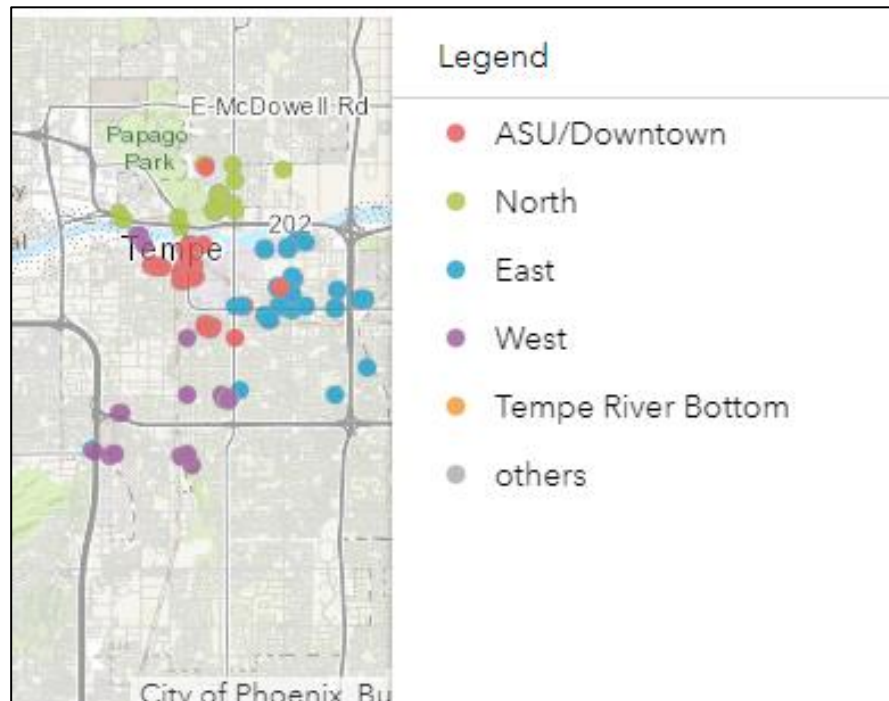 E McDowell Rd
Papago
Park
202
Tempe
City of Phoenix, Bu
Legend
ASU/Downtown
North
East
West
Tempe River Bottom
others